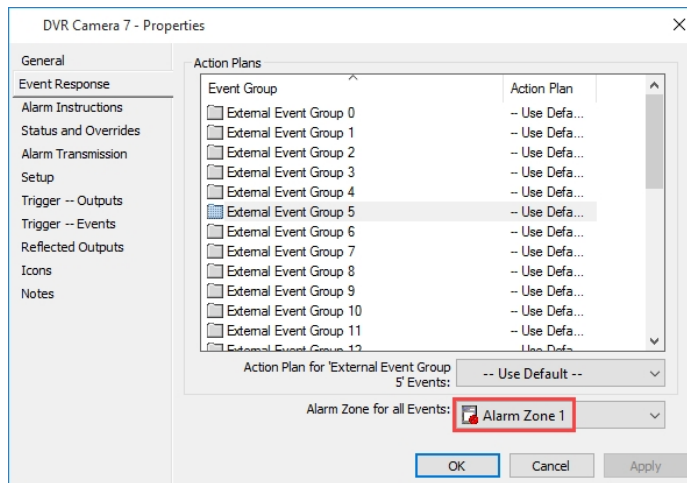 DVR Camera 7 - Properties
General
Event Response
Alarm Instructions
Status and Overrides
Alarm Transmission
Setup
Trigger -- Outputs
Trigger -- Events
Reflected Outputs
Icons
Notes
Action Plans
Event Group Action Plan
External Event Group 0 -- Use Defa...
External Event Group 1 -- Use Defa...
External Event Group 2 -- Use Defa...
External Event Group 3 -- Use Defa...
External Event Group 4 -- Use Defa...
External Event Group 5 -- Use Defa...
External Event Group 6 -- Use Defa...
External Event Group 7 -- Use Defa...
External Event Group 8 -- Use Defa...
External Event Group 9 -- Use Defa...
External Event Group 10 -- Use Defa...
External Event Group 11 -- Use Defa...
External Event Group 12 -- Use Defa...
Action Plan for 'External Event Group
5' Events: -- Use Default --
Alarm Zone for all Events: Alarm Zone 1
OK Cancel Apply